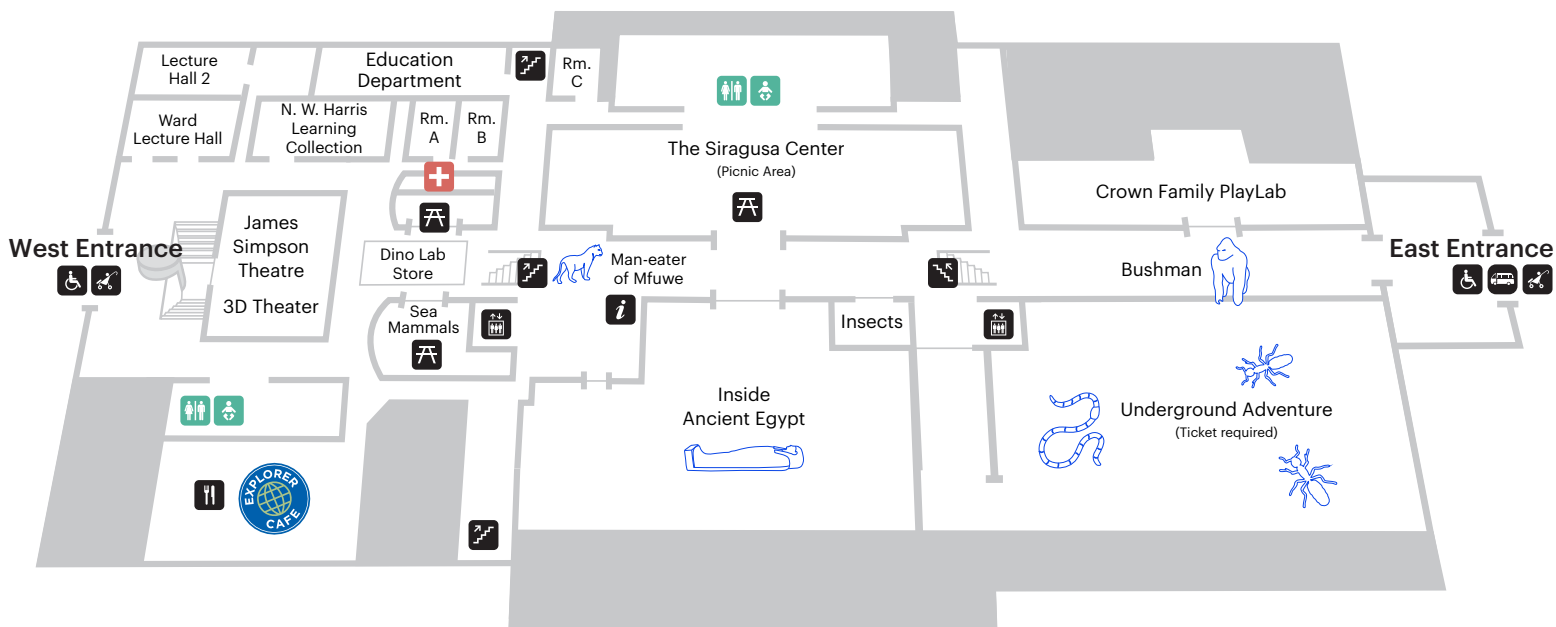 Lecture
Hall 2
Education
Department
Rm.
C
Ward
Lecture Hall
N. W. Harris
Learning
Collection
Rm.
A
Rm.
B
The Siragusa Center
(Picnic Area)
Crown Family PlayLab
West Entrance
James
Simpson
Theatre
3D Theater
Dino Lab
Store
Man-eater
of Mfuwe
Bushman
East Entrance
i
Sea
Mammals
Insects
Inside
Ancient Egypt
Underground Adventure
(Ticket required)
EXPLORER
CAFE